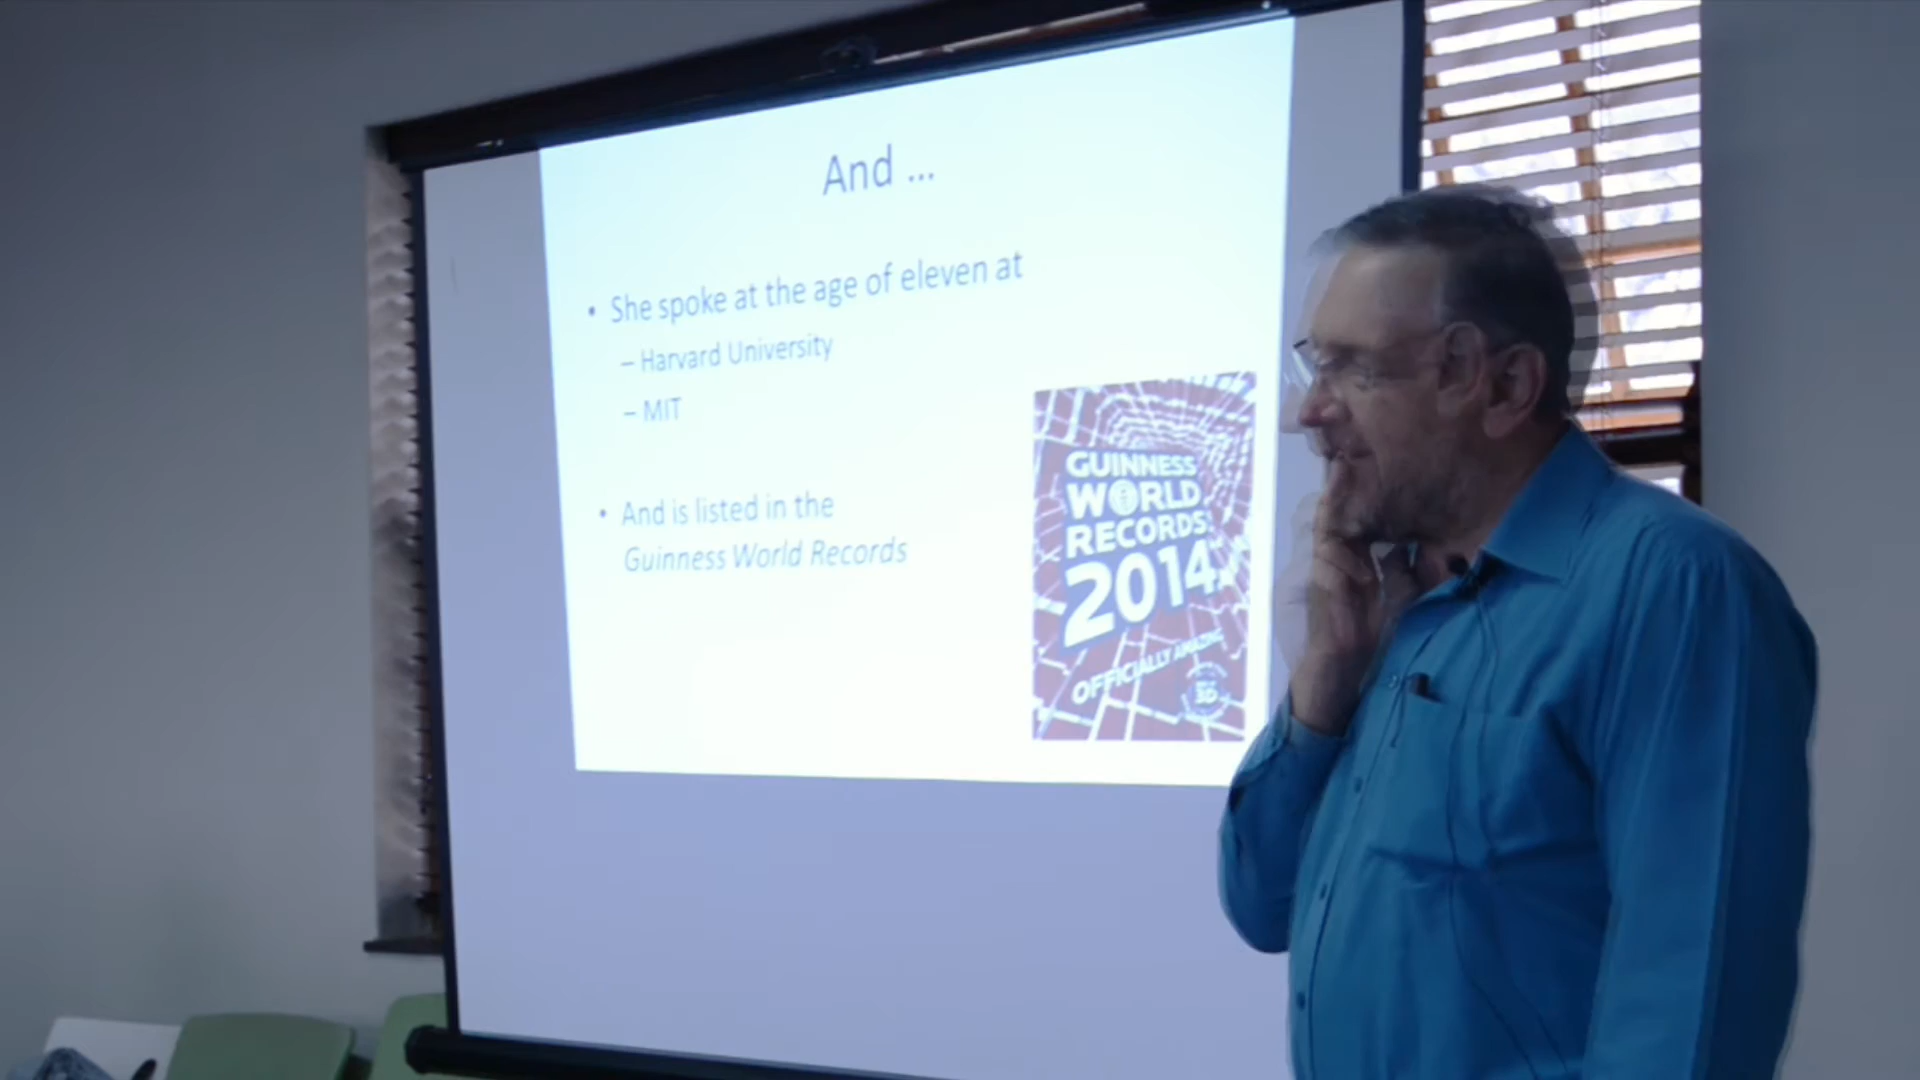 And ...
• She spoke at the age of eleven at
– Harvard University
– MIT
• And is listed in the
Guinness World Records
GUINNESS
WORLD
RECORDS
2014
OFFICIALLY AMAZING
3D